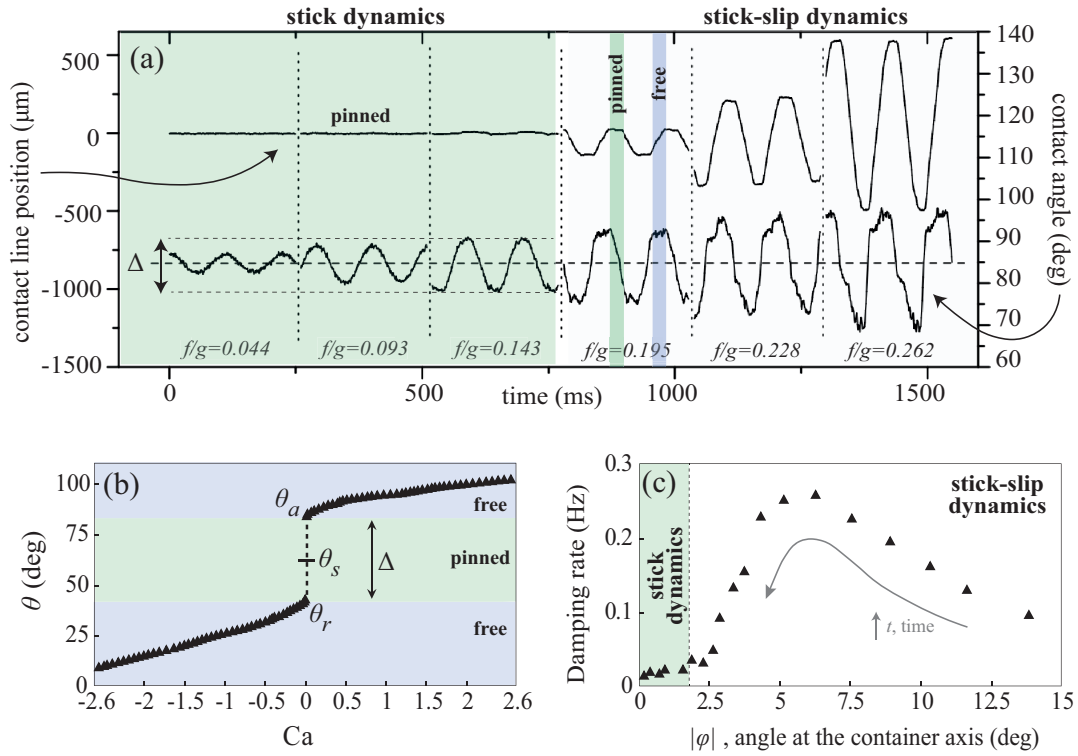 stick dynamics
stick-slip dynamics
(a)
500
0
-500
-1000
-1500
contact line position (µm)
140
130
120
110
100
90
80
70
60
contact angle (deg)
pinned
pinned
free
Δ
f/g=0.044
f/g=0.093
f/g=0.143
f/g=0.195
f/g=0.228
f/g=0.262
0
500
1000
1500
time (ms)
(b)
100
75
50
25
0
θ (deg)
θa
θs
θr
Δ
free
pinned
free
-2.6
-2
-1.5
-1
-0.5
0
0.5
1
1.5
2
2.6
Ca
(c)
0.3
0.2
0.1
0
Damping rate (Hz)
stick
dynamics
stick-slip
dynamics
t, time
0
2.5
5
7.5
10
12.5
15
|φ| , angle at the container axis (deg)